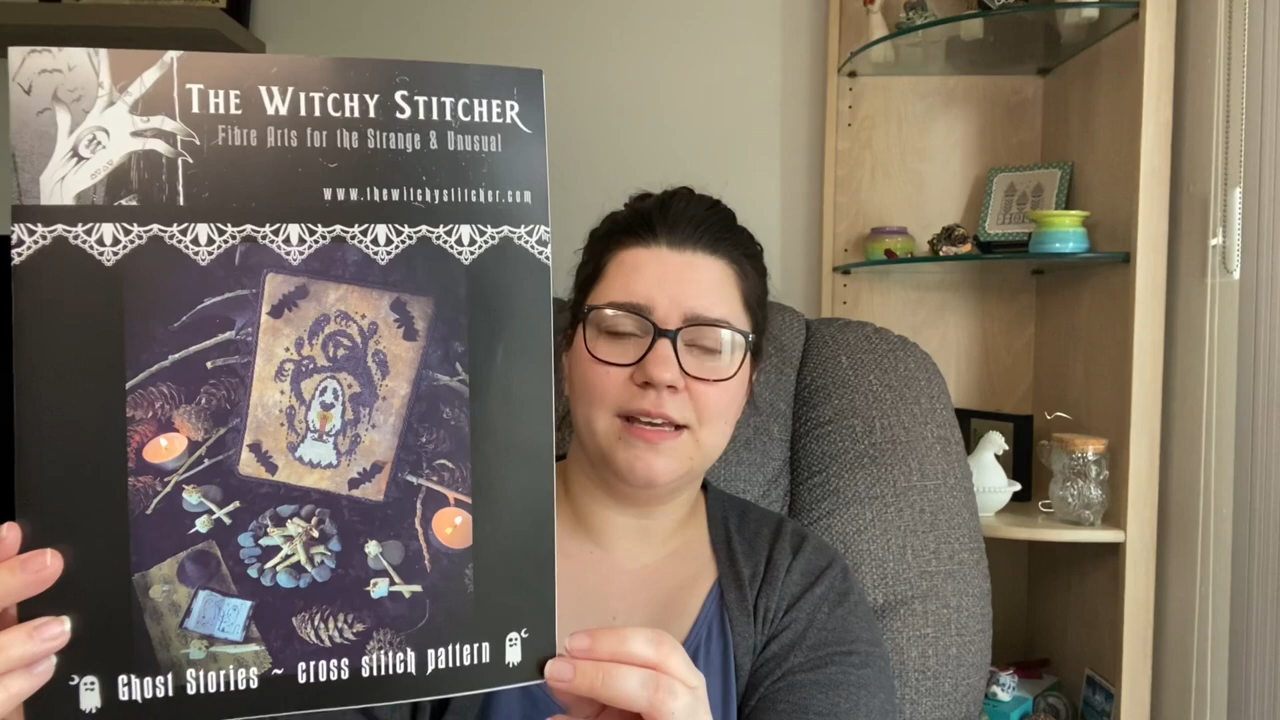 THE WITCHY STITCHER
Fibre Arts for the Strange & Unusual
www.thewitchystitcher.com
Ghost Stories ~ cross stitch pattern